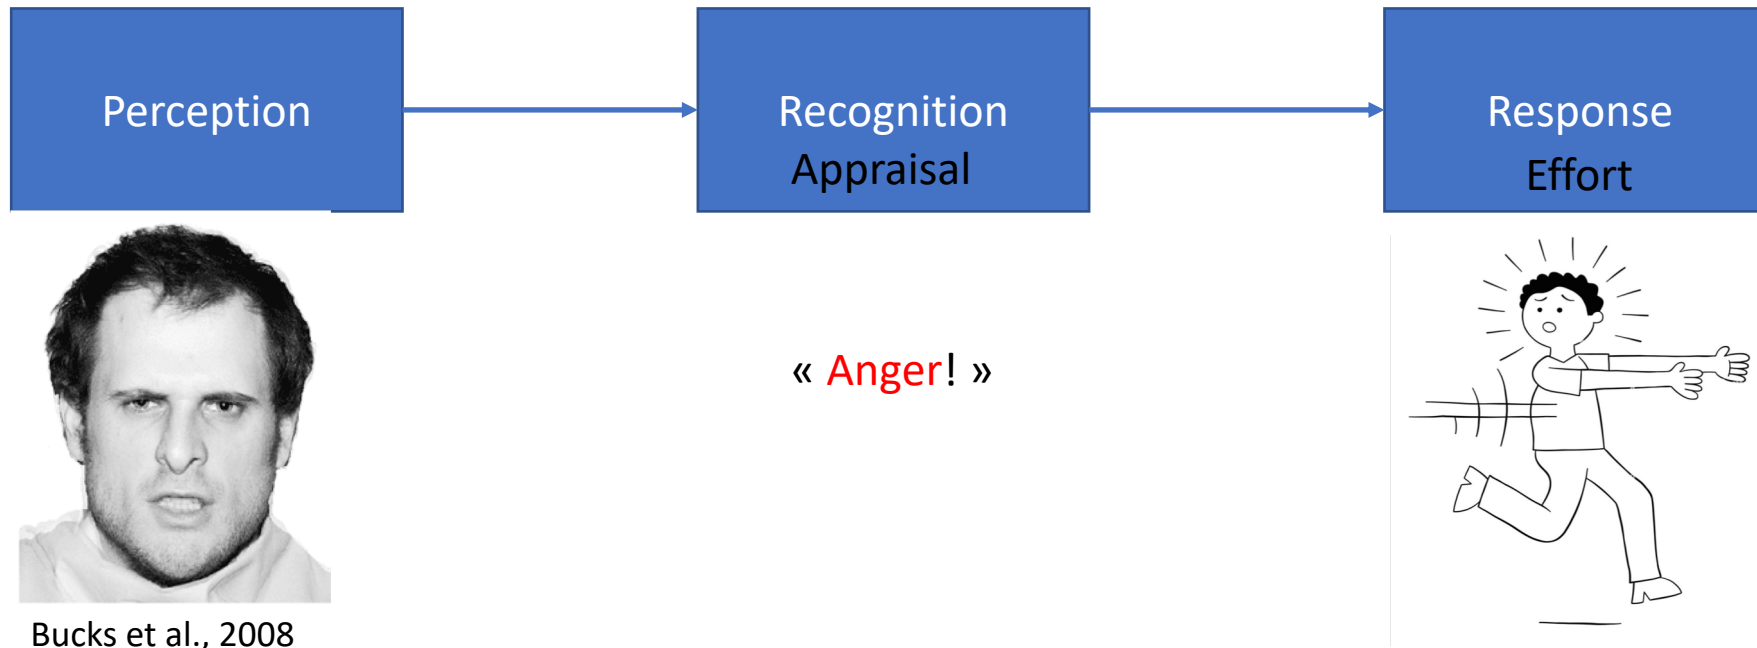 Perception
Recognition
Appraisal
Response
Effort
« Anger! »
Bucks et al., 2008